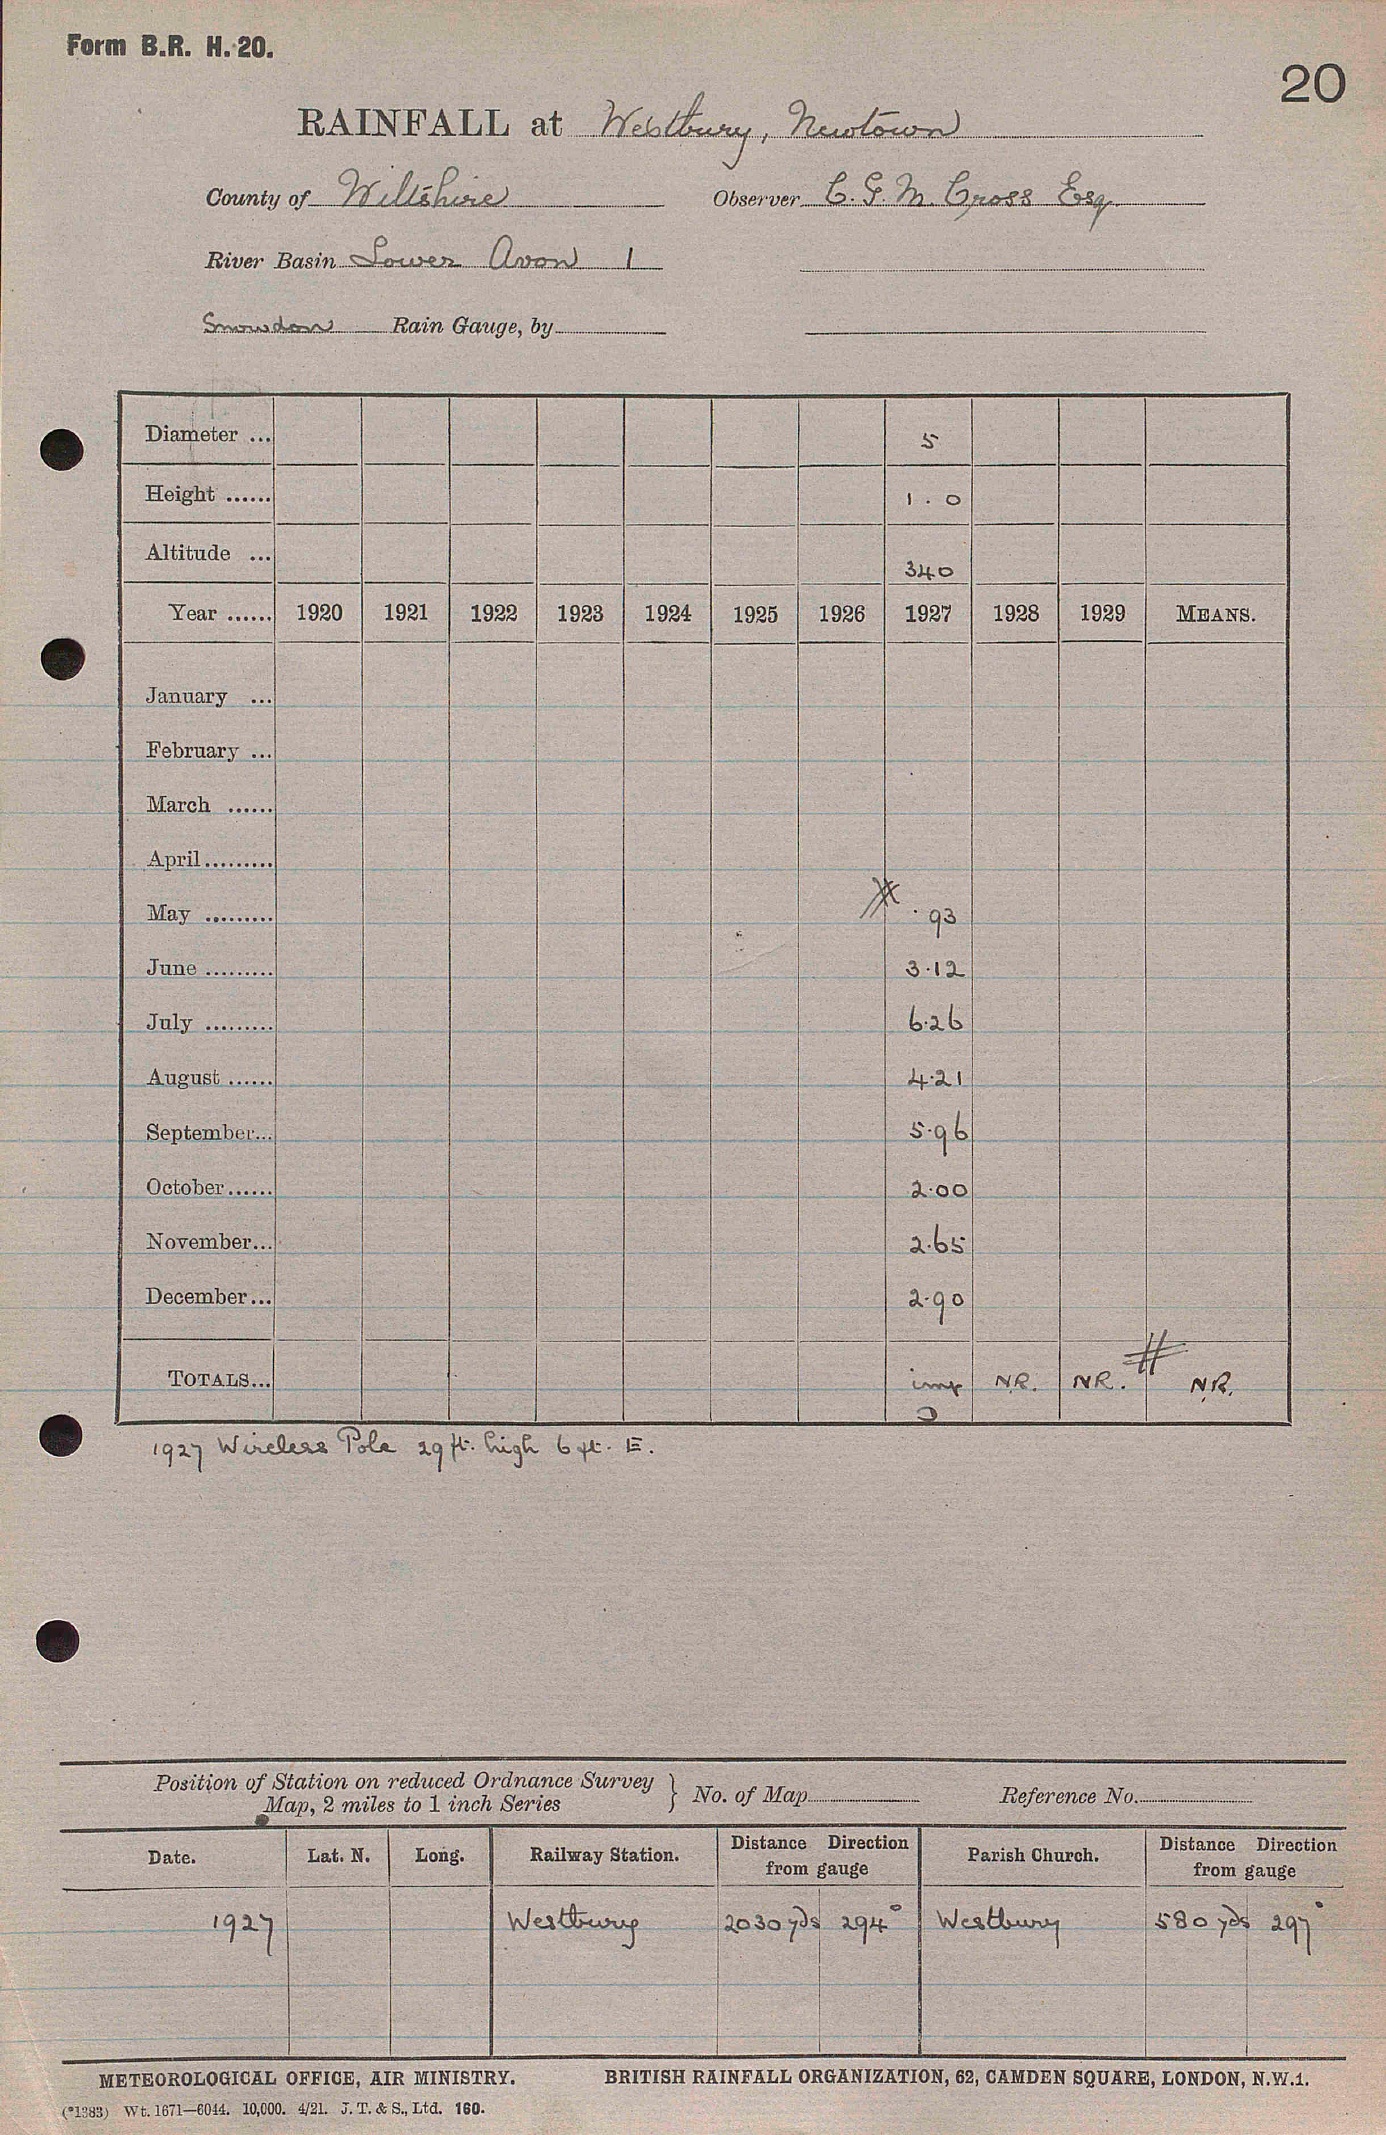 Form B.R. H. 20.
20
RAINFALL at Westbury, Newtown
County of Wiltshire Observer C. G. M. Cross Esq.
River Basin Lower Avon 1
Snowdon Rain Gauge, by
Diameter ... 5
Height ...... 1.0
Altitude ... 340
Year ...... 1920 1921 1922 1923 1924 1925 1926 1927 1928 1929 MEANS.
January ...
February ...
March ......
April.........
May ......... .93
June ......... 3.12
July ......... 6.26
August ...... 4.21
September... 5.96
October...... 2.00
November... 2.65
December... 2.90
TOTALS... imp NR. NR. NR.
1927 Wireless Pole 29 ft. high 6 ft. E.
Position of Station on reduced Ordnance Survey
Map, 2 miles to 1 inch Series } No. of Map Reference No.
Date. Lat. N. Long. Railway Station. Distance Direction from gauge Parish Church. Distance Direction from gauge
1927 Westbury 2030 yds 294° Westbury 580 yds 297°
METEOROLOGICAL OFFICE, AIR MINISTRY. BRITISH RAINFALL ORGANIZATION, 62, CAMDEN SQUARE, LONDON, N.W.1.
(*1383) Wt. 1671—6044. 10,000. 4/21. J. T. & S., Ltd. 160.